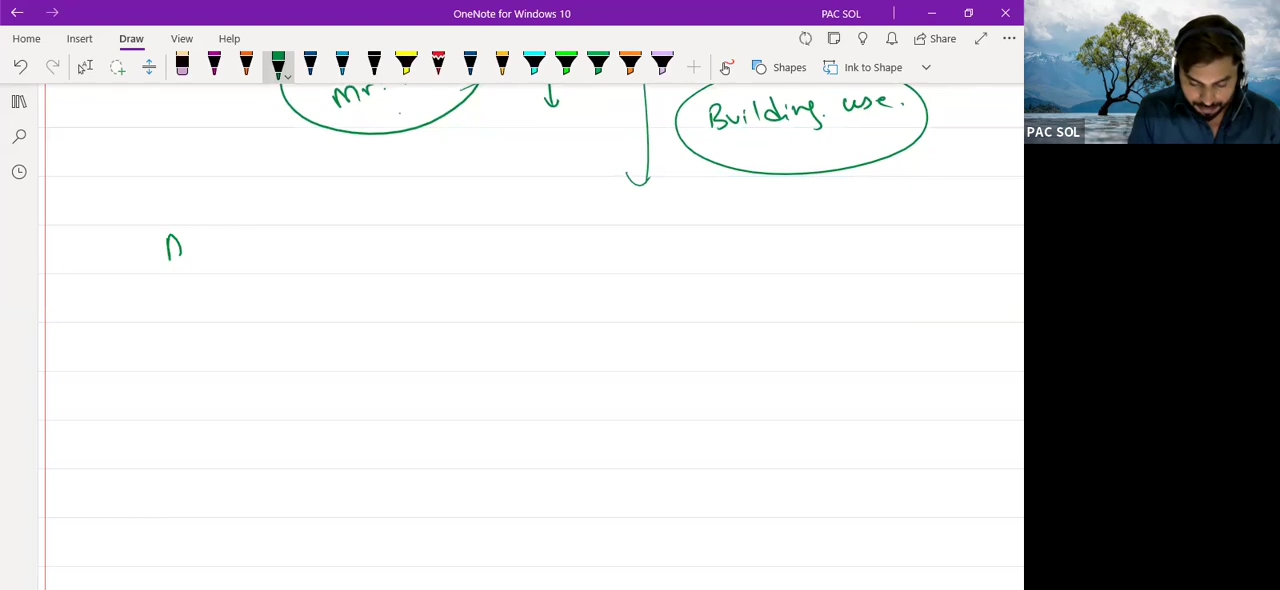 OneNote for Windows 10
PAC SOL
Home Insert Draw View Help
Share
Shapes
Ink to Shape
Mr.
Building use.
PAC SOL